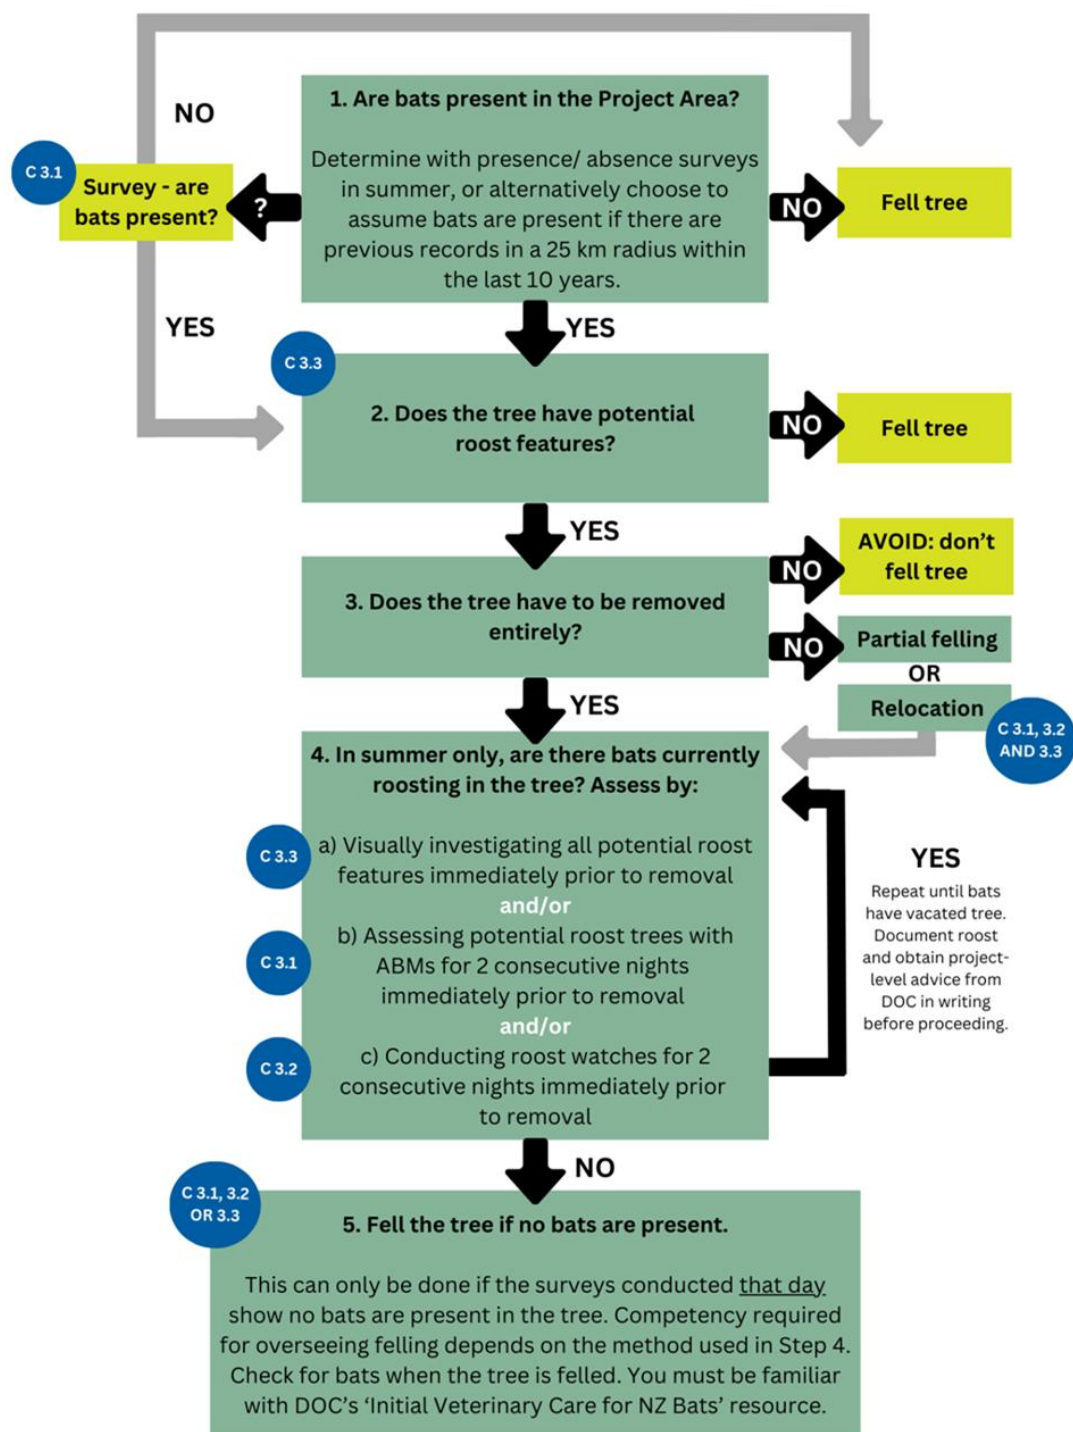 NO
1. Are bats present in the Project Area?
C 3.1
Survey - are
bats present?
?
Determine with presence/ absence surveys
in summer, or alternatively choose to
assume bats are present if there are
previous records in a 25 km radius within
the last 10 years.
NO
Fell tree
YES
YES
C 3.3
2. Does the tree have potential
roost features?
NO
Fell tree
YES
3. Does the tree have to be removed
entirely?
NO
AVOID: don’t
fell tree
NO
Partial felling
OR
Relocation
C 3.1, 3.2
AND 3.3
YES
4. In summer only, are there bats currently
roosting in the tree? Assess by:
C 3.3
a) Visually investigating all potential roost
features immediately prior to removal
and/or
C 3.1
b) Assessing potential roost trees with
ABMs for 2 consecutive nights
immediately prior to removal
and/or
C 3.2
c) Conducting roost watches for 2
consecutive nights immediately prior
to removal
YES
Repeat until bats
have vacated tree.
Document roost
and obtain project-
level advice from
DOC in writing
before proceeding.
NO
C 3.1, 3.2
OR 3.3
5. Fell the tree if no bats are present.
This can only be done if the surveys conducted that day
show no bats are present in the tree. Competency required
for overseeing felling depends on the method used in Step 4.
Check for bats when the tree is felled. You must be familiar
with DOC’s ‘Initial Veterinary Care for NZ Bats’ resource.